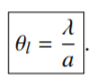 θ_l = λ/a.